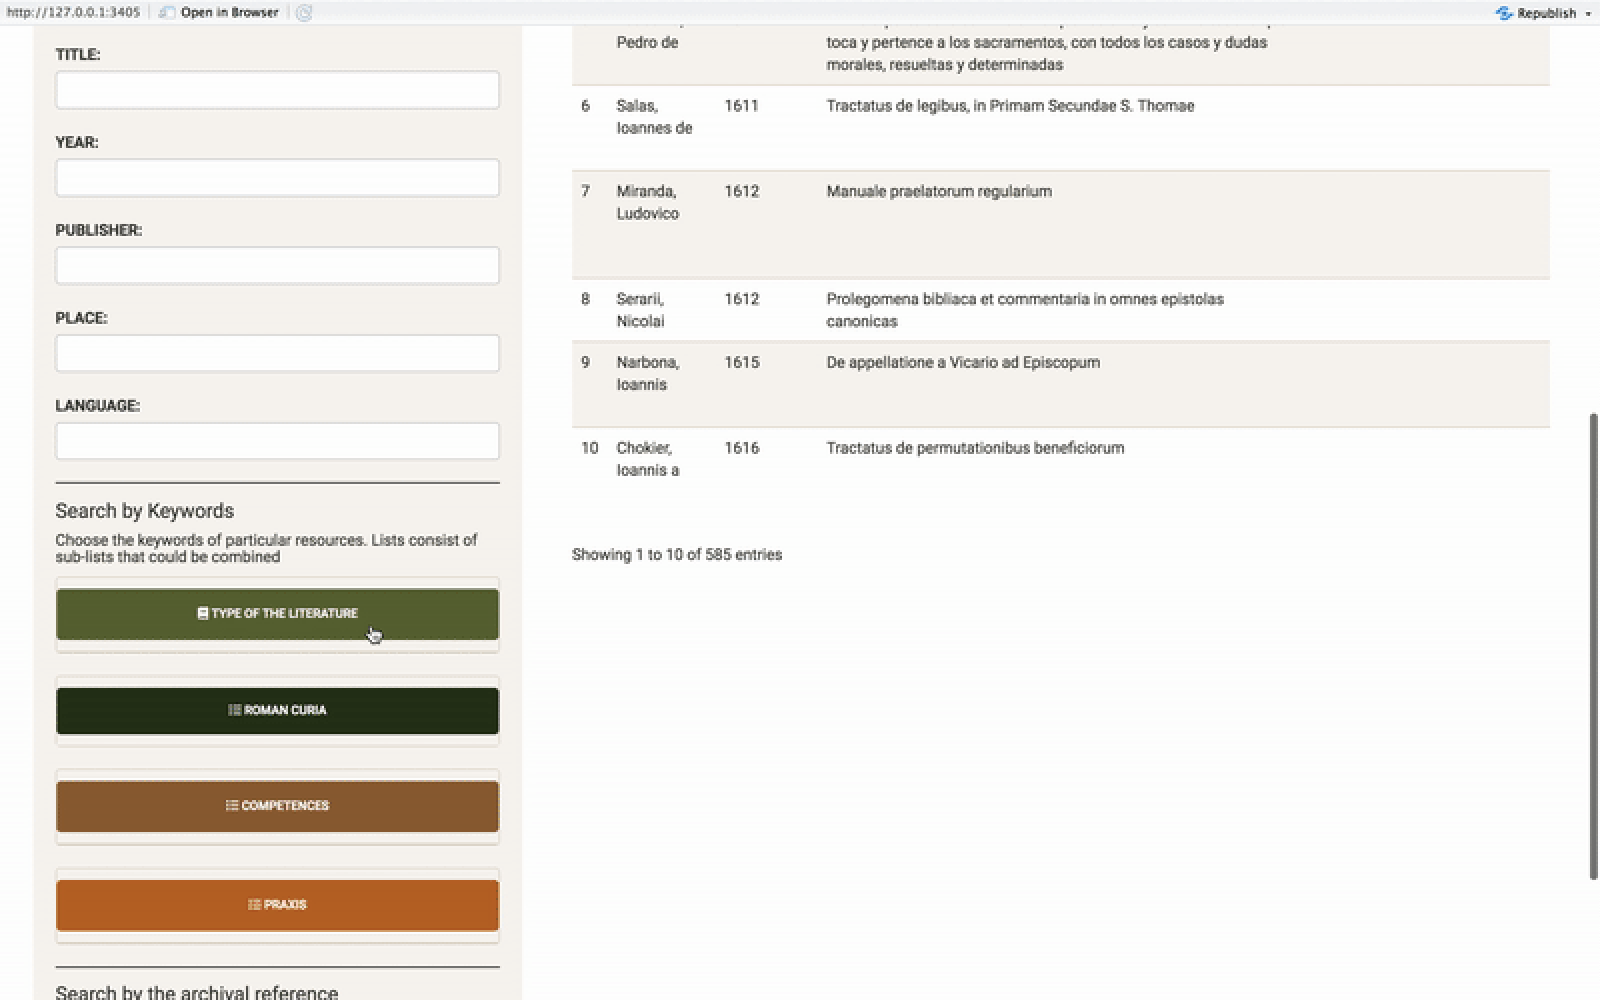 http://127.0.0.1:3405 Open in Browser Republish
TITLE:
YEAR:
PUBLISHER:
PLACE:
LANGUAGE:
Search by Keywords
Choose the keywords of particular resources. Lists consist of
sub-lists that could be combined
TYPE OF THE LITERATURE
ROMAN CURIA
COMPETENCES
PRAXIS
Search by the archival reference
Pedro de toca y pertence a los sacramentos, con todos los casos y dudas
morales, resueltas y determinadas
6 Salas, 1611 Tractatus de legibus, in Primam Secundae S. Thomae
Ioannes de
7 Miranda, 1612 Manuale praelatorum regularium
Ludovico
8 Serarii, 1612 Prolegomena bibliaca et commentaria in omnes epistolas
Nicolai canonicas
9 Narbona, 1615 De appellatione a Vicario ad Episcopum
Ioannis
10 Chokier, 1616 Tractatus de permutationibus beneficiorum
Ioannis a
Showing 1 to 10 of 585 entries